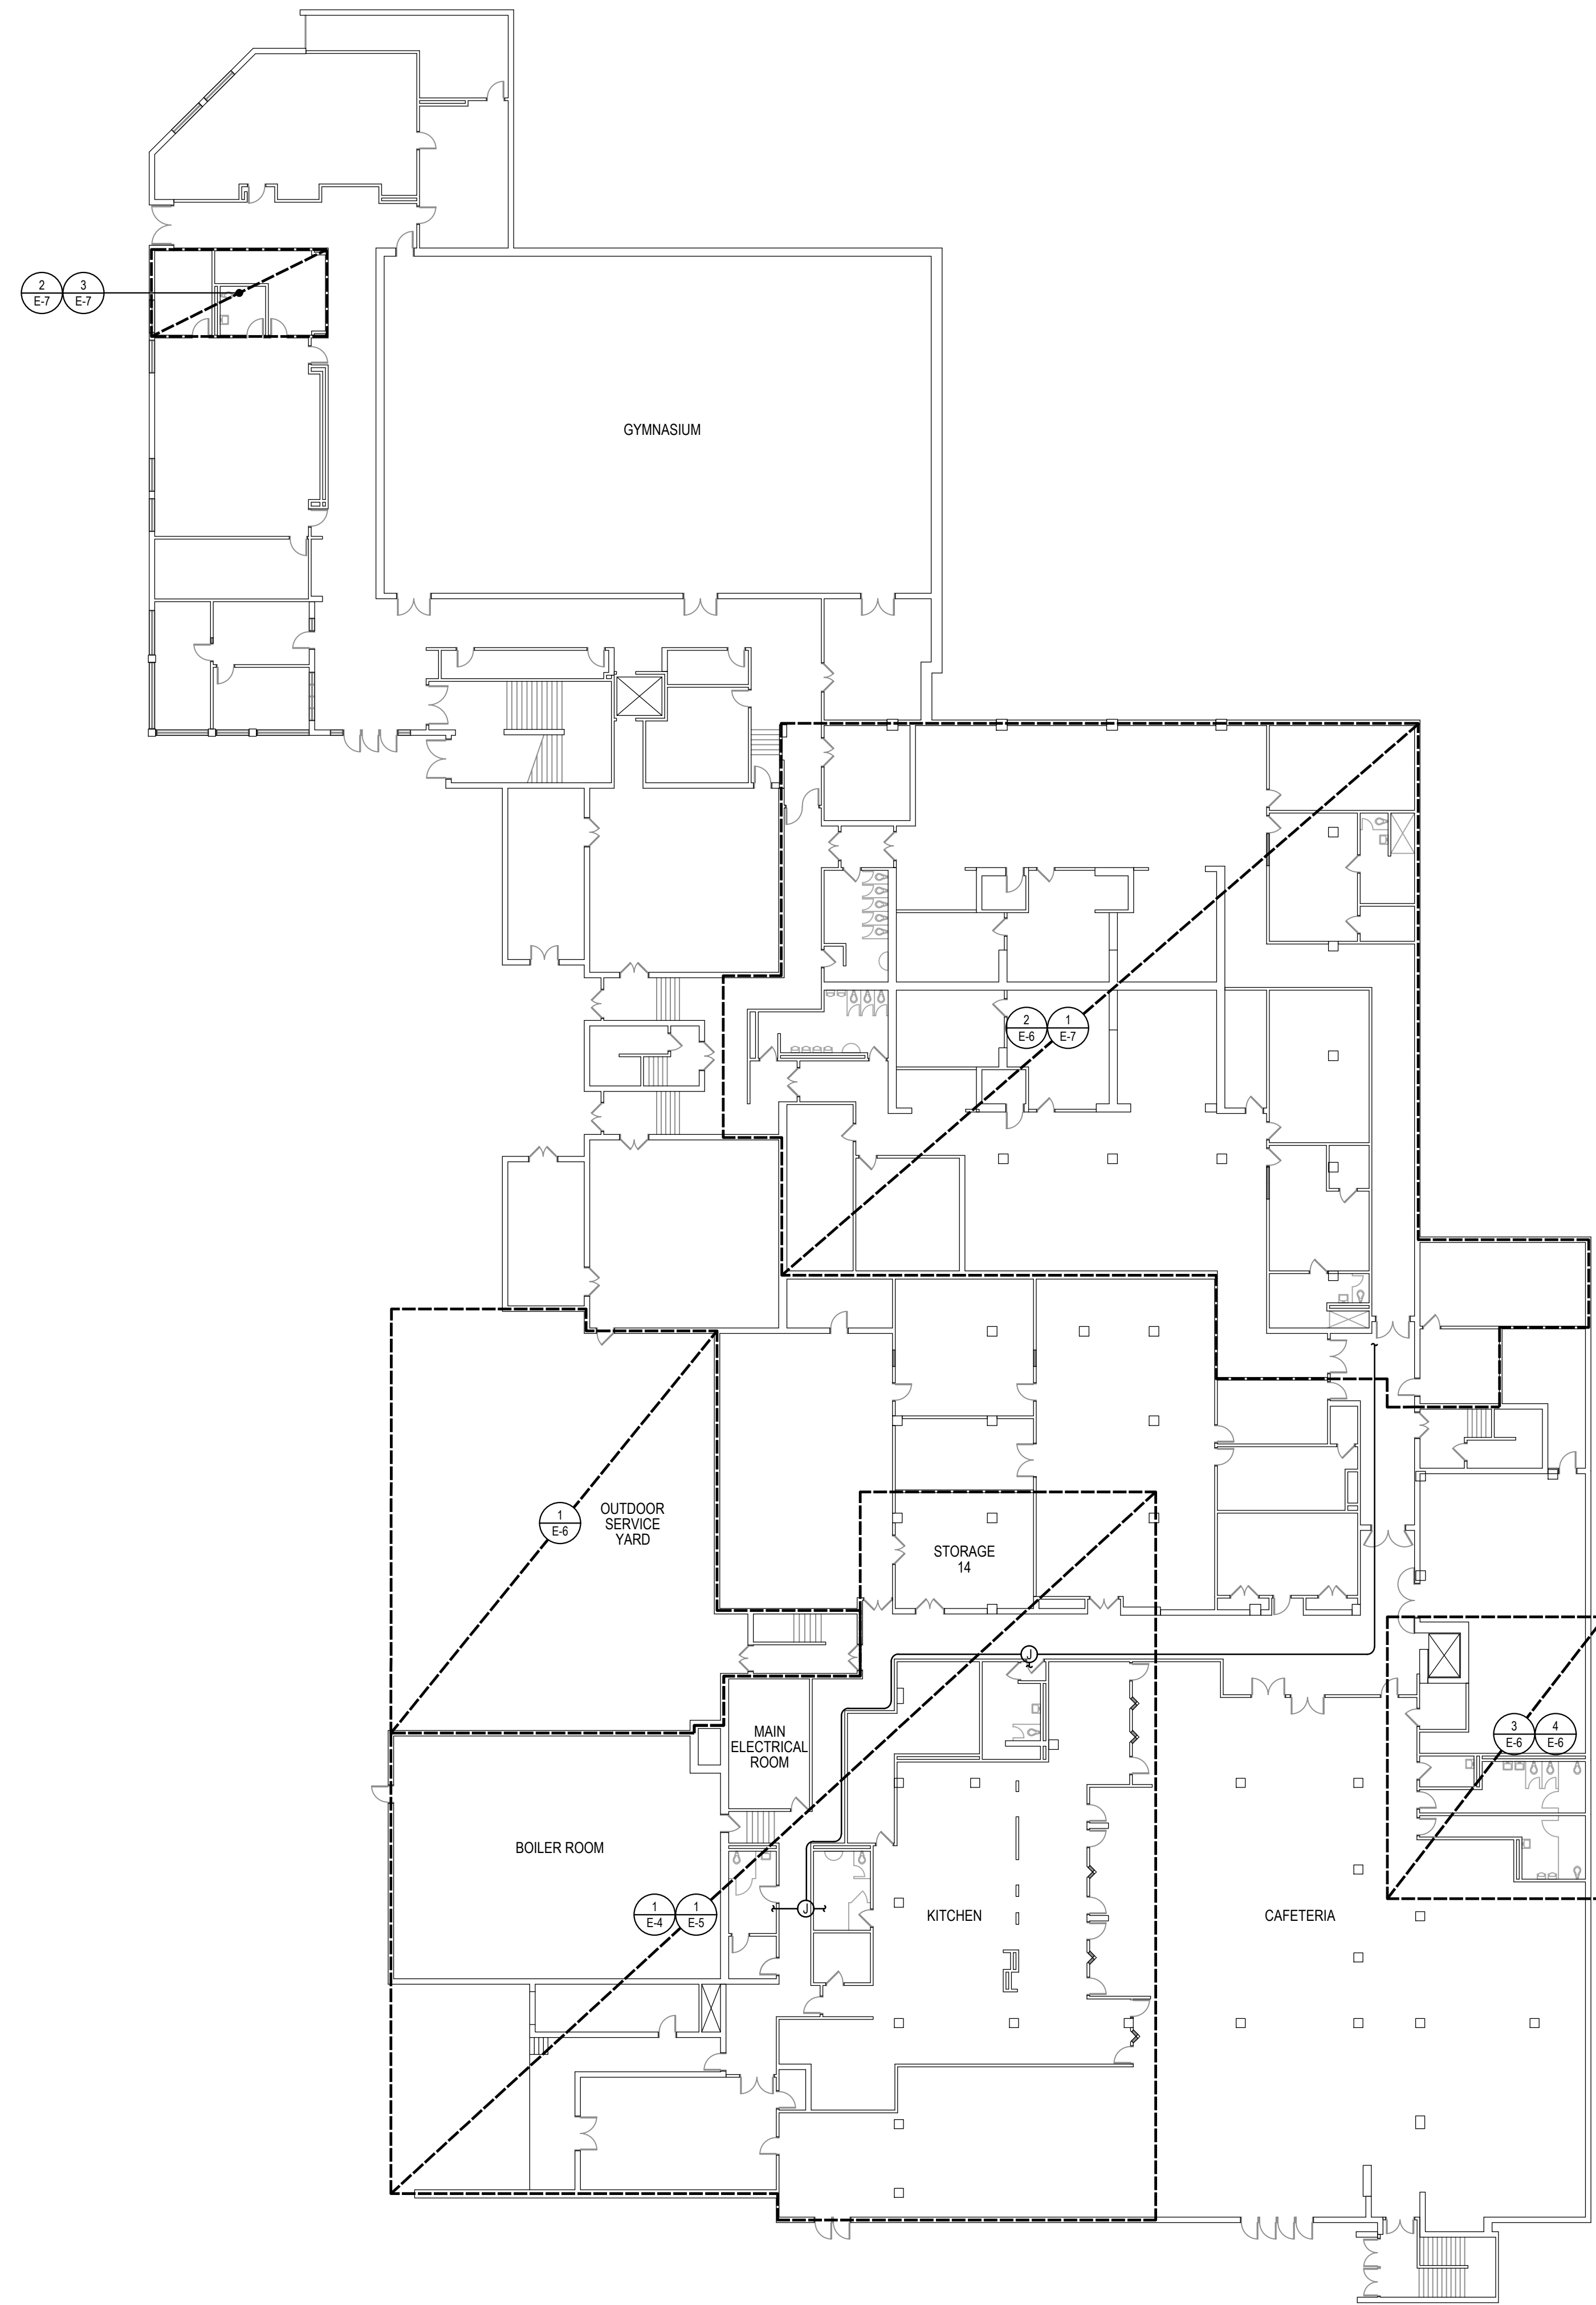 2 3
E-7 E-7
GYMNASIUM
2 1
E-6 E-7
1
E-6
OUTDOOR
SERVICE
YARD
STORAGE
14
J
MAIN
ELECTRICAL
ROOM
3 4
E-6 E-6
BOILER ROOM
1 1
E-4 E-5
J
KITCHEN
CAFETERIA